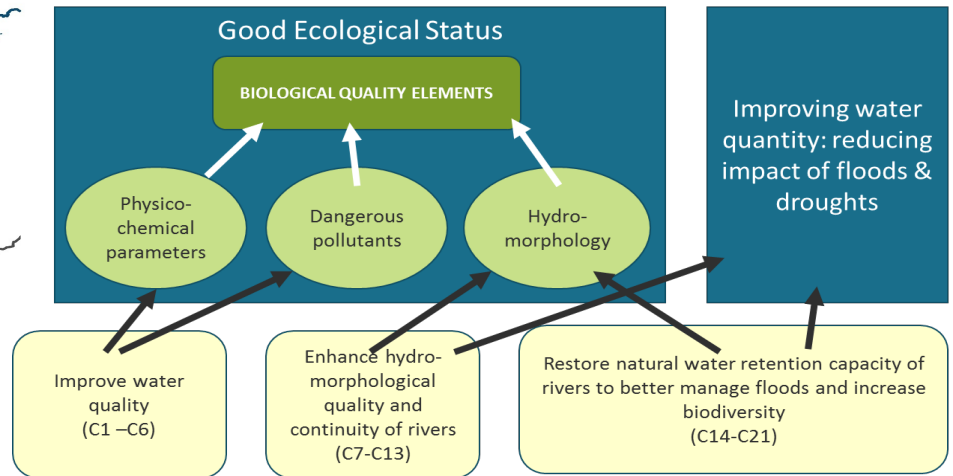 Good Ecological Status
BIOLOGICAL QUALITY ELEMENTS
Physico-
chemical
parameters
Dangerous
pollutants
Hydro-
morphology
Improving water
quantity: reducing
impact of floods &
droughts
Improve water
quality
(C1 –C6)
Enhance hydro-
morphological
quality and
continuity of rivers
(C7-C13)
Restore natural water retention capacity of
rivers to better manage floods and increase
biodiversity
(C14-C21)